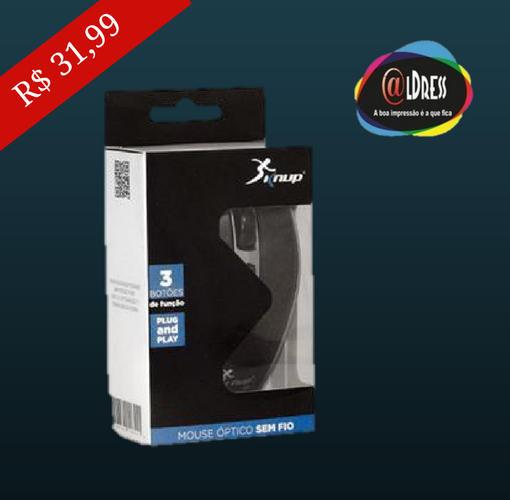 R$ 31,99
@LDRESS
A boa impressão é a que fica
Knup
3
BOTÕES
de função
PLUG
and
PLAY
MOUSE ÓPTICO SEM FIO